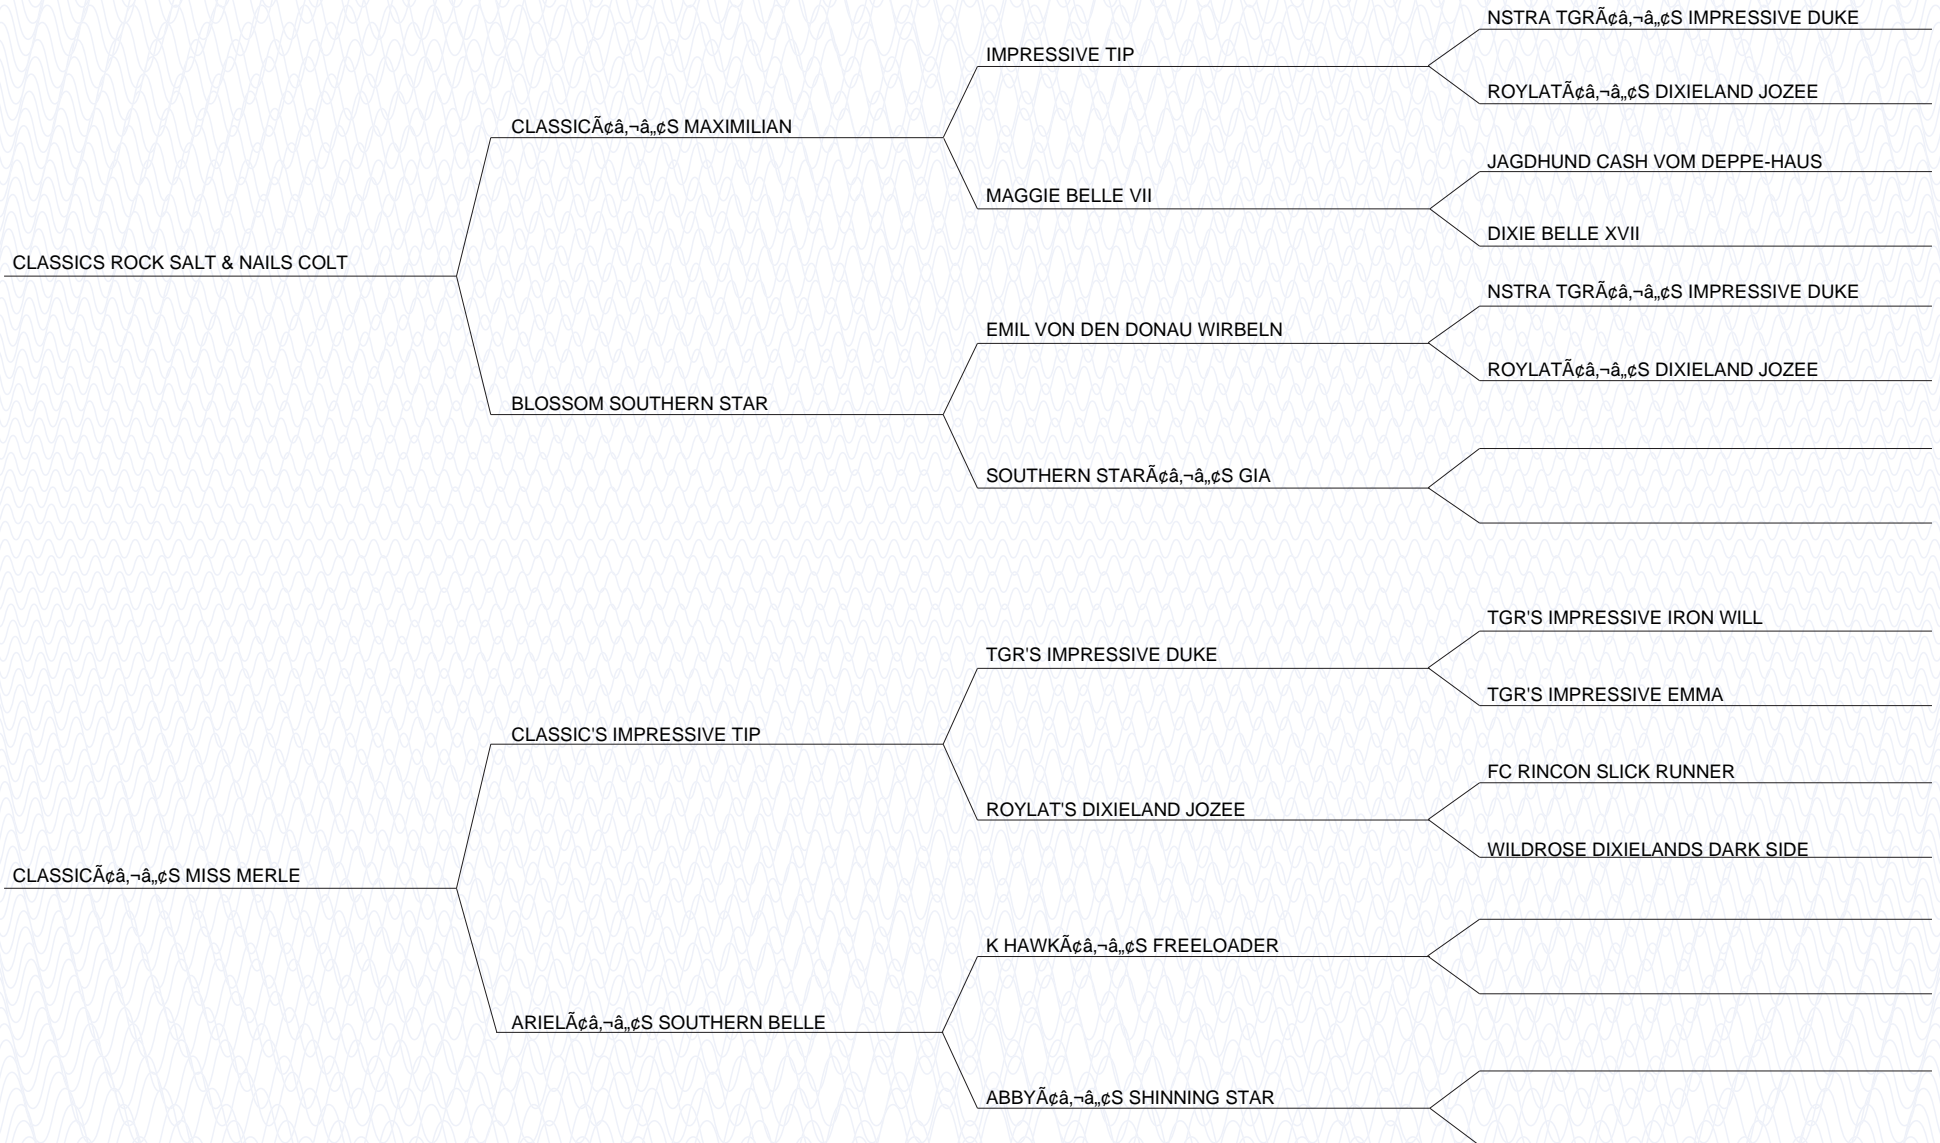 NSTRA TGRÃ¢â‚¬â„¢S IMPRESSIVE DUKE
IMPRESSIVE TIP
ROYLATÃ¢â‚¬â„¢S DIXIELAND JOZEE
CLASSICÃ¢â‚¬â„¢S MAXIMILIAN
JAGDHUND CASH VOM DEPPE-HAUS
MAGGIE BELLE VII
DIXIE BELLE XVII
CLASSICS ROCK SALT & NAILS COLT
NSTRA TGRÃ¢â‚¬â„¢S IMPRESSIVE DUKE
EMIL VON DEN DONAU WIRBELN
ROYLATÃ¢â‚¬â„¢S DIXIELAND JOZEE
BLOSSOM SOUTHERN STAR
SOUTHERN STARÃ¢â‚¬â„¢S GIA
TGR'S IMPRESSIVE IRON WILL
TGR'S IMPRESSIVE DUKE
TGR'S IMPRESSIVE EMMA
CLASSIC'S IMPRESSIVE TIP
FC RINCON SLICK RUNNER
ROYLAT'S DIXIELAND JOZEE
WILDROSE DIXIELANDS DARK SIDE
CLASSICÃ¢â‚¬â„¢S MISS MERLE
K HAWKÃ¢â‚¬â„¢S FREELOADER
ARIELÃ¢â‚¬â„¢S SOUTHERN BELLE
ABBYÃ¢â‚¬â„¢S SHINNING STAR